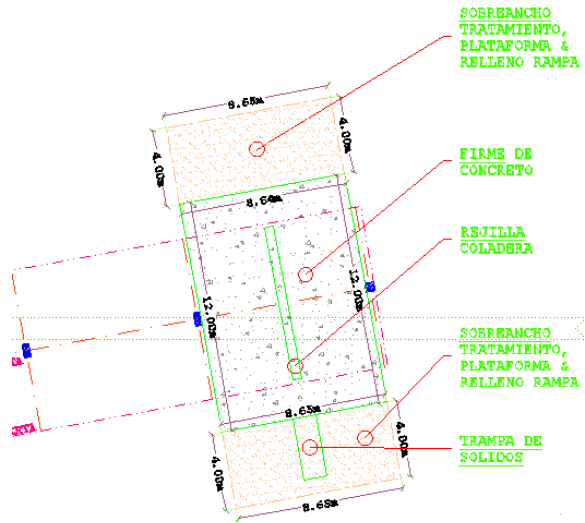 SOBREANCHO
TRATAMIENTO,
PLATAFORMA &
RELLENO RAMPA
8.65m
4.00m
4.00m
FIRME DE
CONCRETO
8.64m
REJILLA
COLADERA
12.00m
12.00m
SOBREANCHO
TRATAMIENTO,
PLATAFORMA &
RELLENO RAMPA
8.65m
4.00m
4.00m
TRAMPA DE
SOLIDOS
8.65m